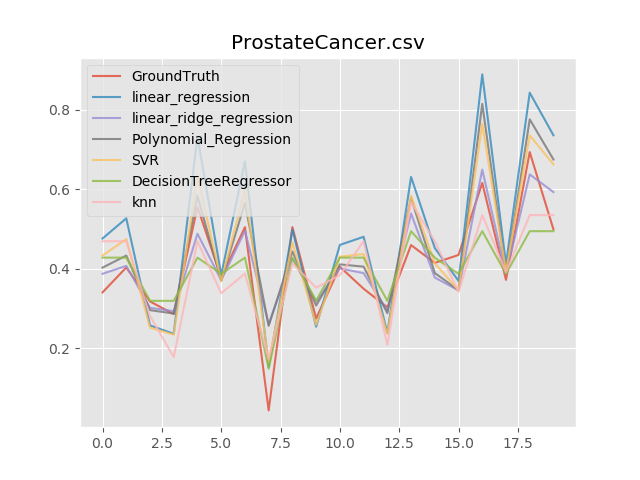 ProstateCancer.csv
GroundTruth
linear_regression
linear_ridge_regression
Polynomial_Regression
SVR
DecisionTreeRegressor
knn
0.8
0.6
0.4
0.2
0.0 2.5 5.0 7.5 10.0 12.5 15.0 17.5